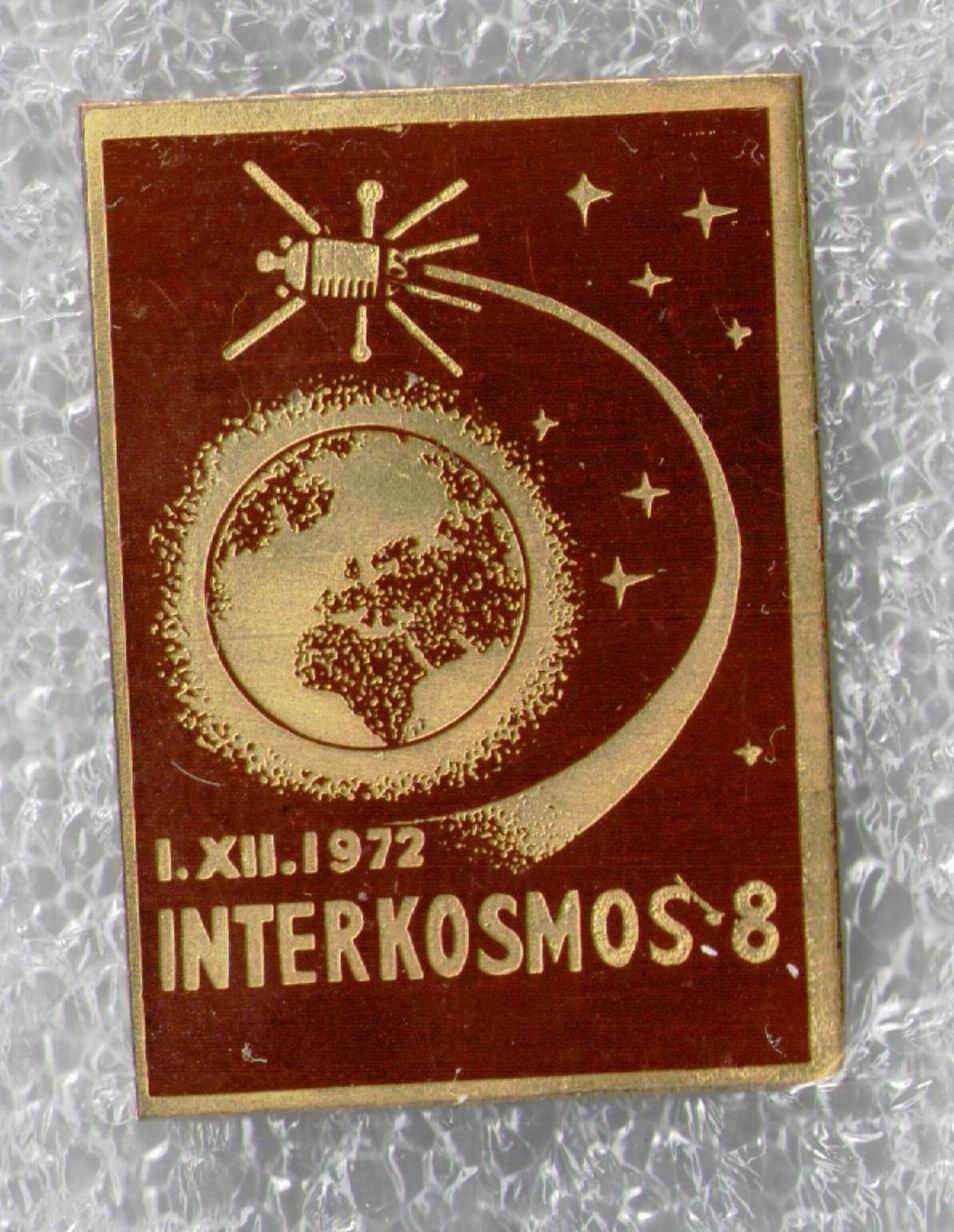 I.XII.1972
INTERKOSMOS-8